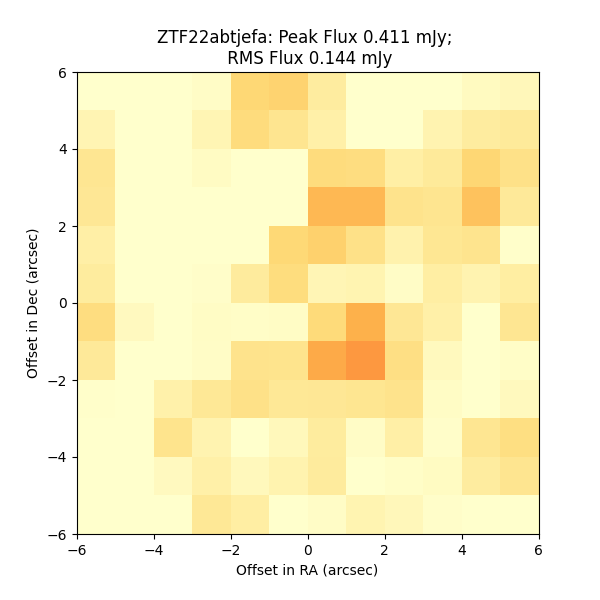 ZTF22abtjefa: Peak Flux 0.411 mJy;
RMS Flux 0.144 mJy
6
4
2
0
−2
−4
−6
Offset in Dec (arcsec)
−6 −4 −2 0 2 4 6
Offset in RA (arcsec)